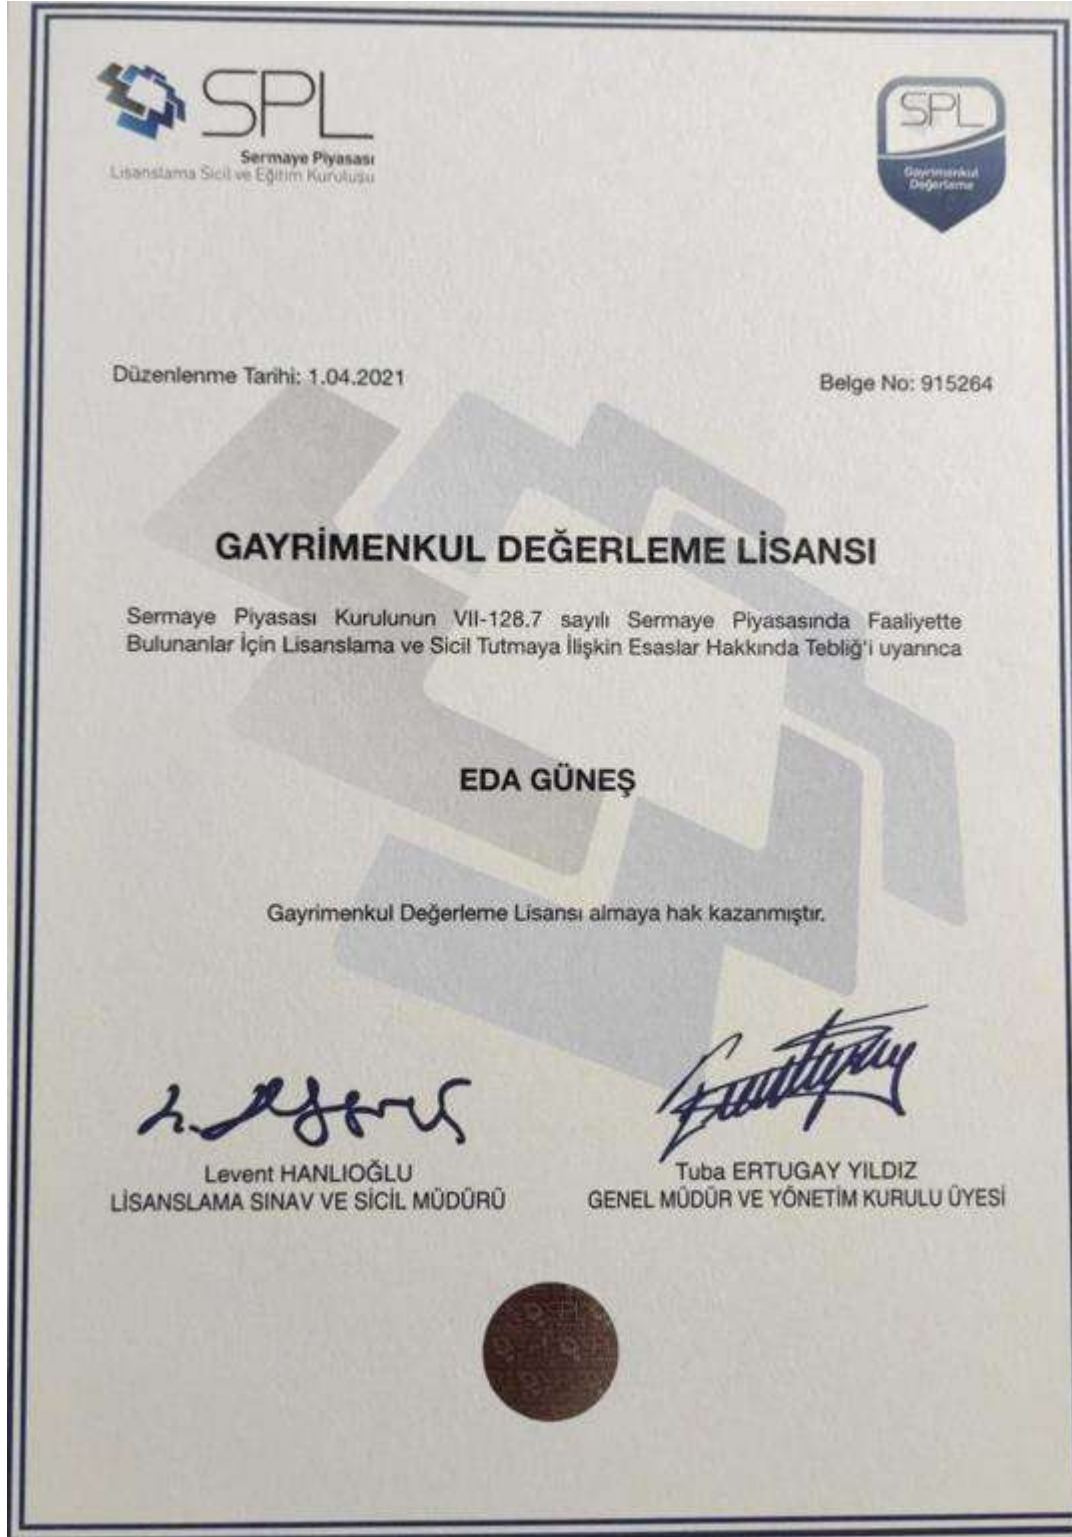 SPL
Sermaye Piyasası
Lisanslama Sicil ve Eğitim Kuruluşu
SPL
Gayrimenkul
Değerleme
Düzenlenme Tarihi: 1.04.2021
Belge No: 915264
GAYRİMENKUL DEĞERLEME LİSANSI
Sermaye Piyasası Kurulunun VII-128.7 sayılı Sermaye Piyasasında Faaliyette
Bulunanlar İçin Lisanslama ve Sicil Tutmaya İlişkin Esaslar Hakkında Tebliğ'i uyarınca
EDA GÜNEŞ
Gayrimenkul Değerleme Lisansı almaya hak kazanmıştır.
Levent HANLIOĞLU
LİSANSLAMA SINAV VE SİCİL MÜDÜRÜ
Tuba ERTUGAY YILDIZ
GENEL MÜDÜR VE YÖNETİM KURULU ÜYESİ